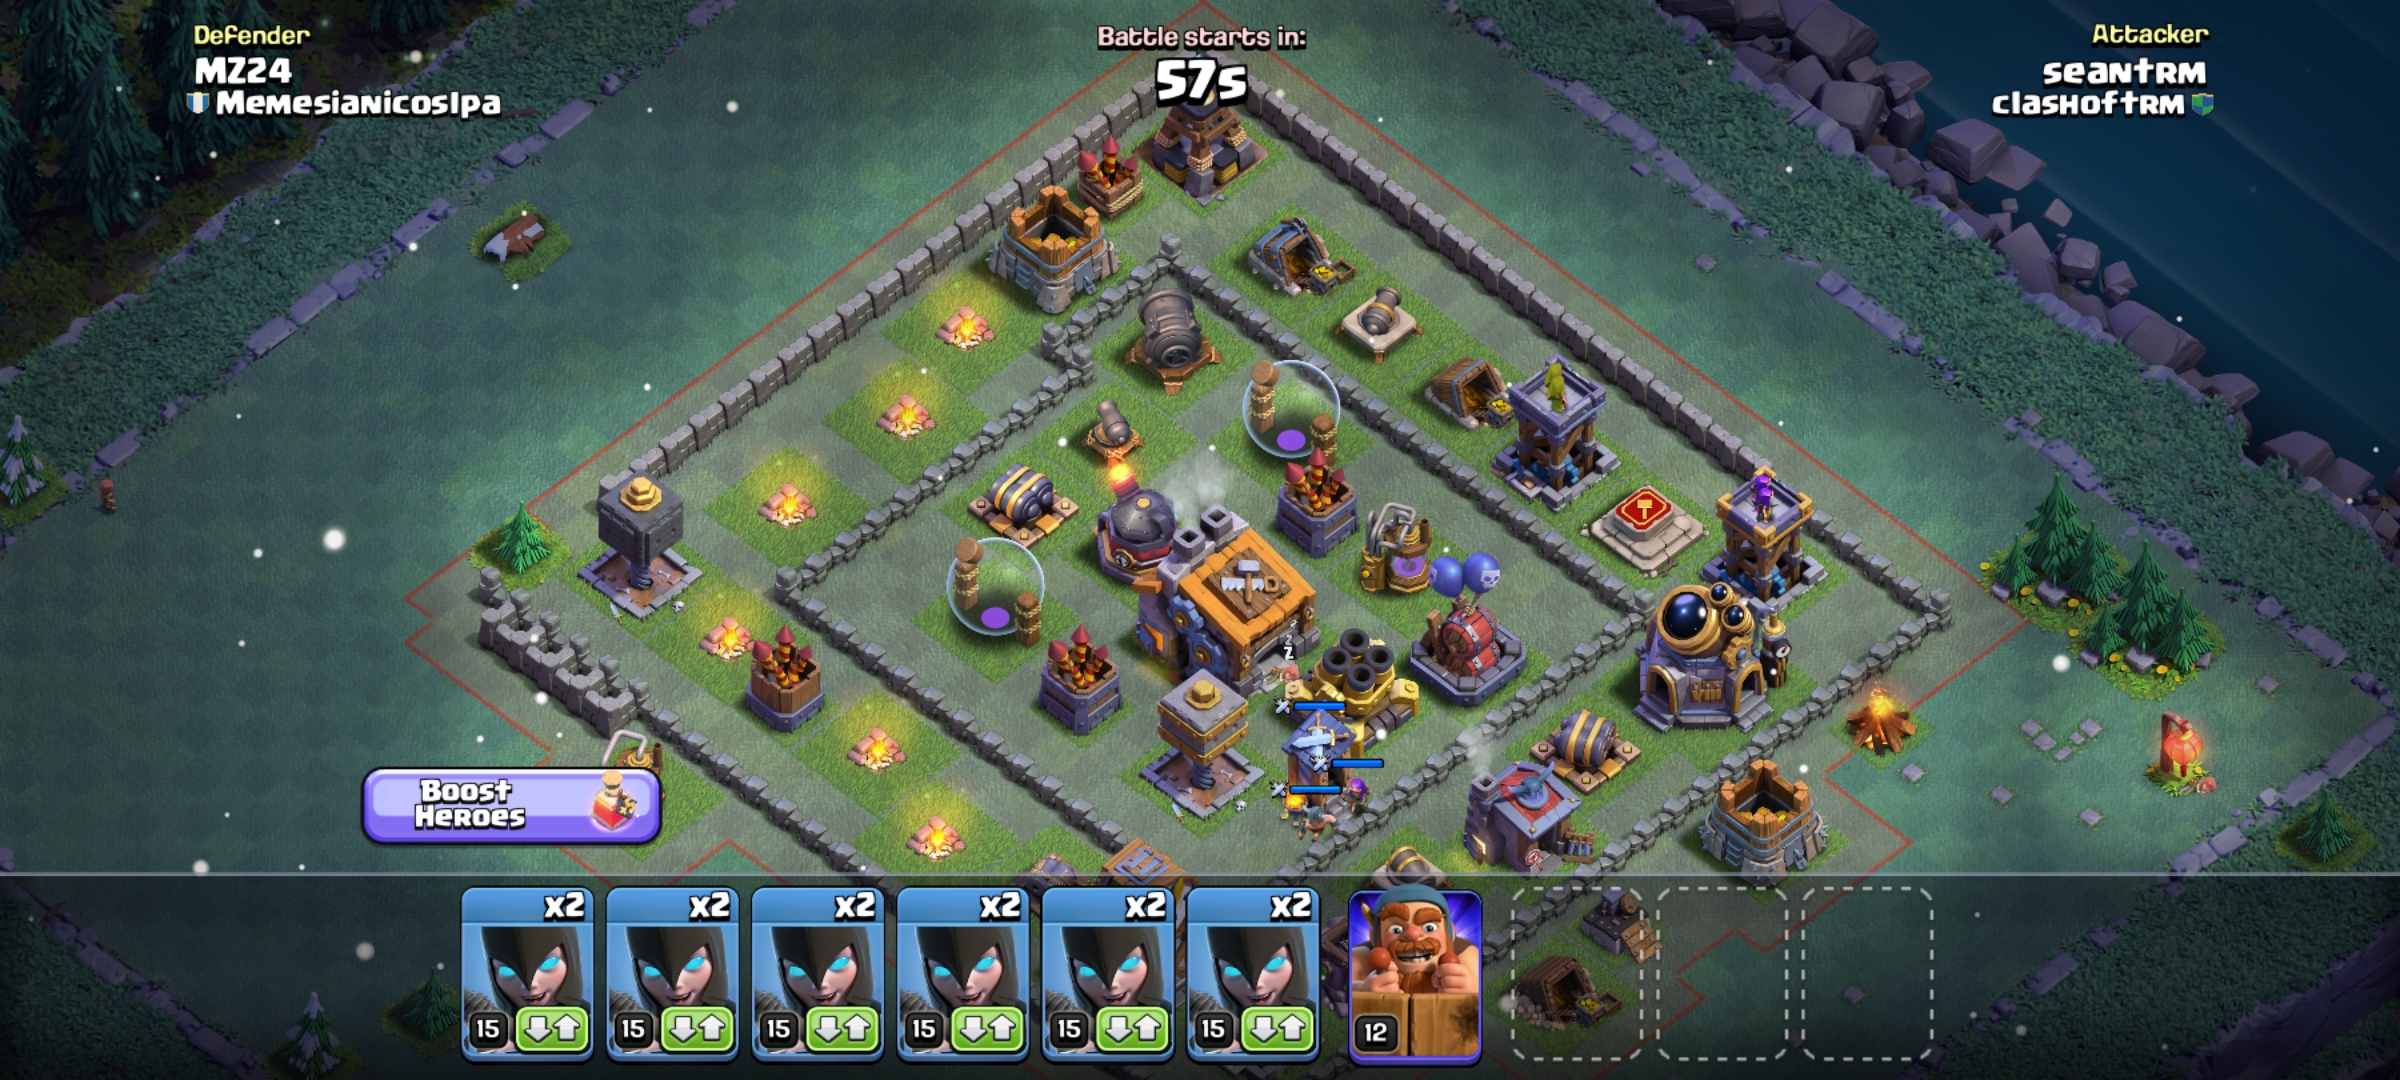 Defender
MZ24
Memesianicoslpa
Battle starts in:
57s
Attacker
seantRM
clashoftRM
z
z
z
VIII
Boost
Heroes
x2
x2
x2
x2
x2
x2
15
15
15
15
15
15
12